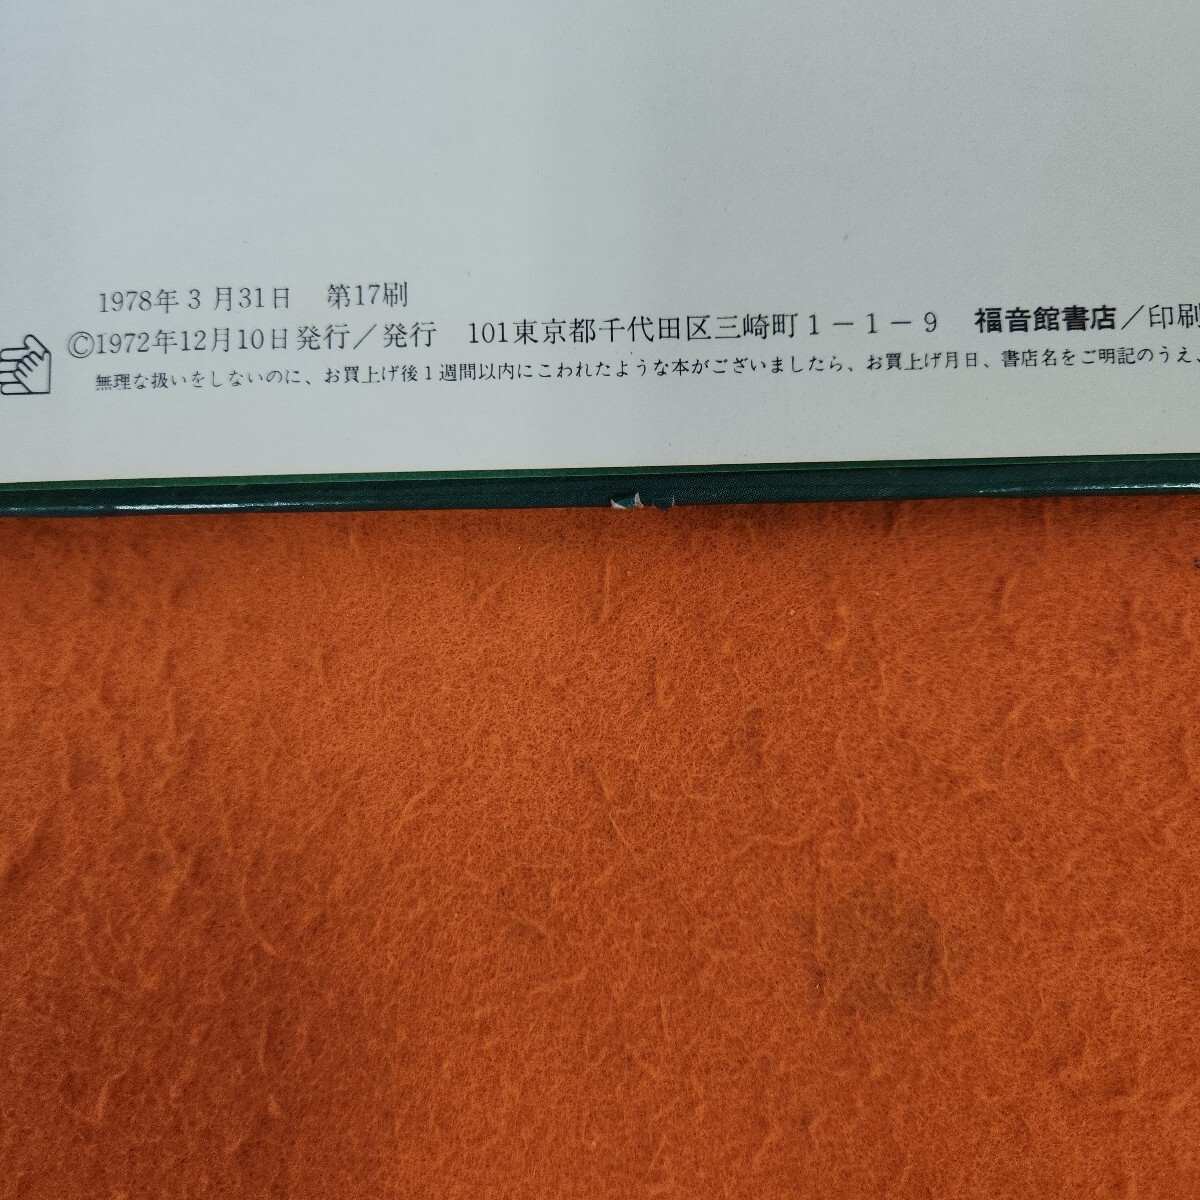 1978年3月31日 第17刷
©1972年12月10日発行／発行 101東京都千代田区三崎町1－1－9 福音館書店／印刷
無理な扱いをしないのに、お買上げ後1週間以内にこわれたような本がございましたら、お買上げ月日、書店名をご明記のうえ、